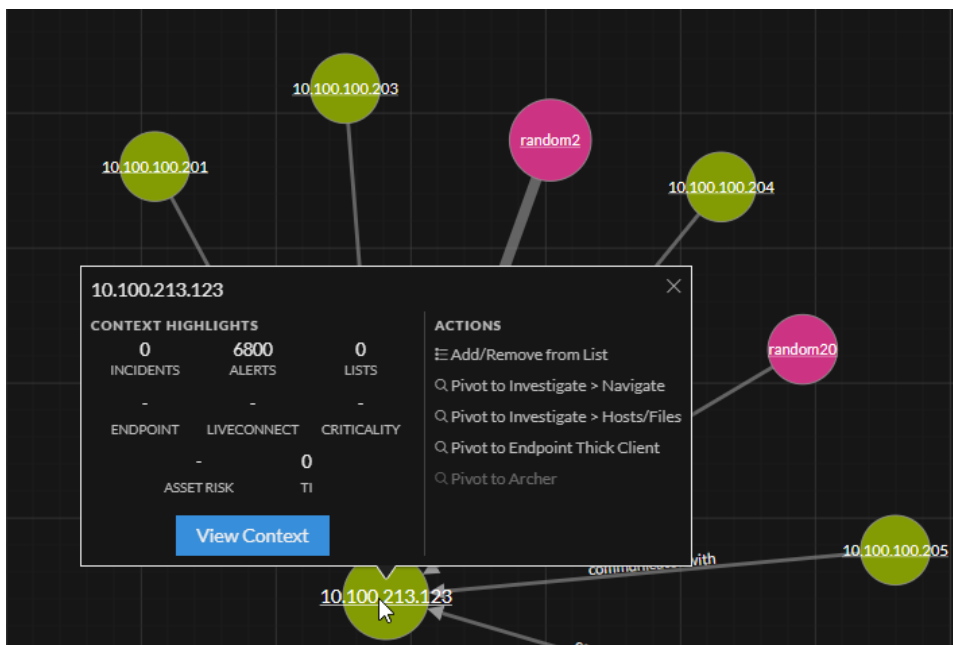 10.100.100.203
random2
10.100.100.201
10.100.100.204
10.100.213.123
CONTEXT HIGHLIGHTS
0 6800 0
INCIDENTS ALERTS LISTS
- - -
ENDPOINT LIVECONNECT CRITICALITY
- 0
ASSET RISK TI
View Context
ACTIONS
Add/Remove from List
Pivot to Investigate > Navigate
Pivot to Investigate > Hosts/Files
Pivot to Endpoint Thick Client
Pivot to Archer
random20
10.100.100.205
with
10.100.213.123